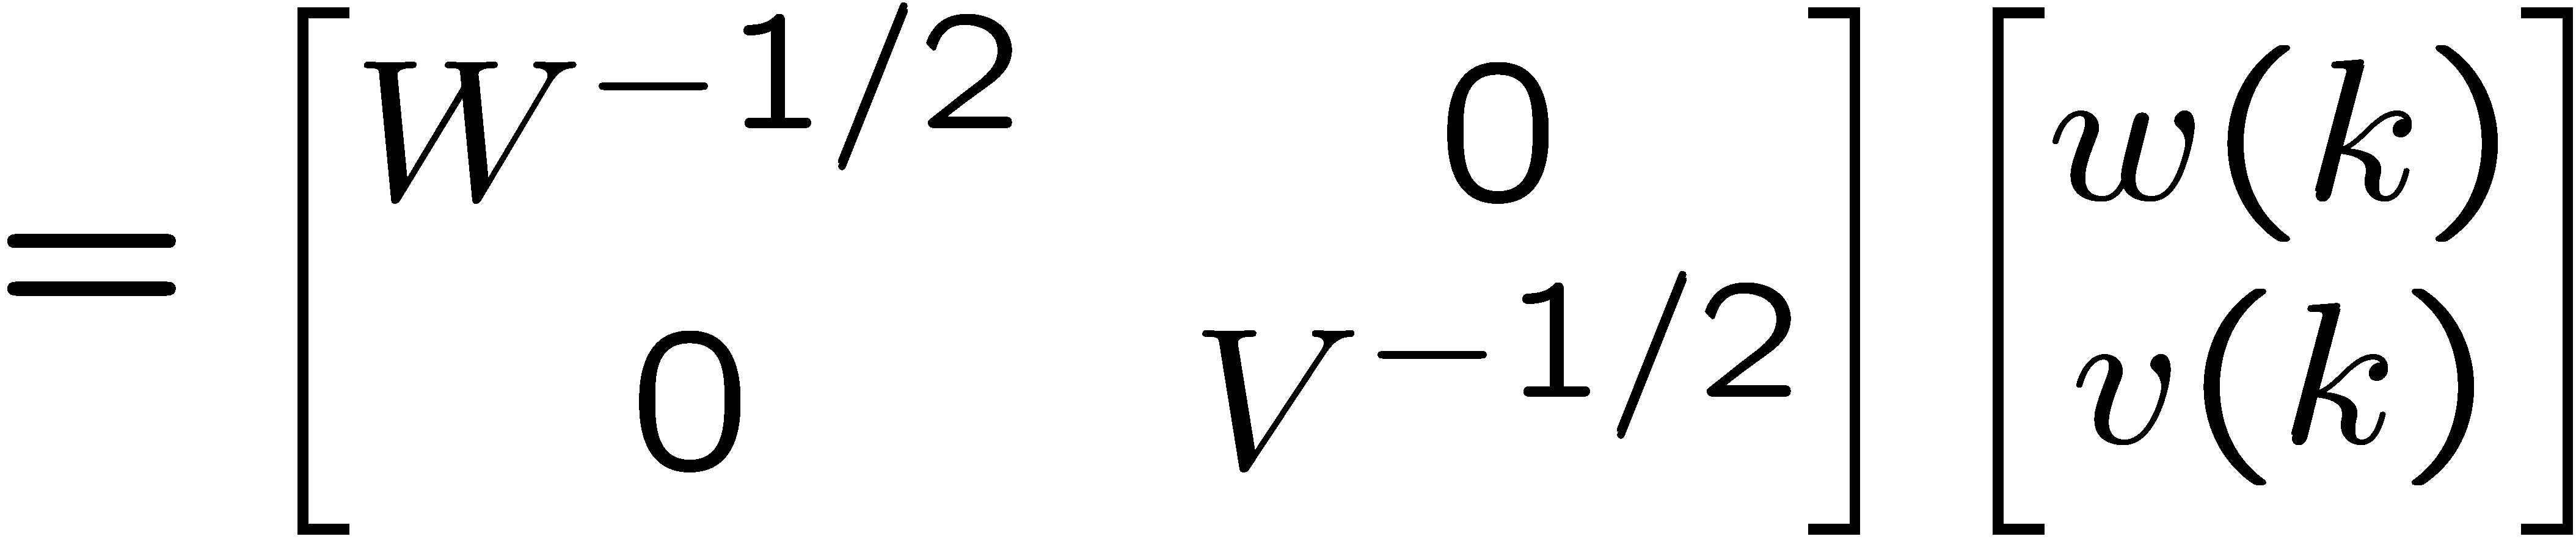 = [ W^{-1/2} 0 ] [ w(k) ]
[ 0 V^{-1/2} ] [ v(k) ]